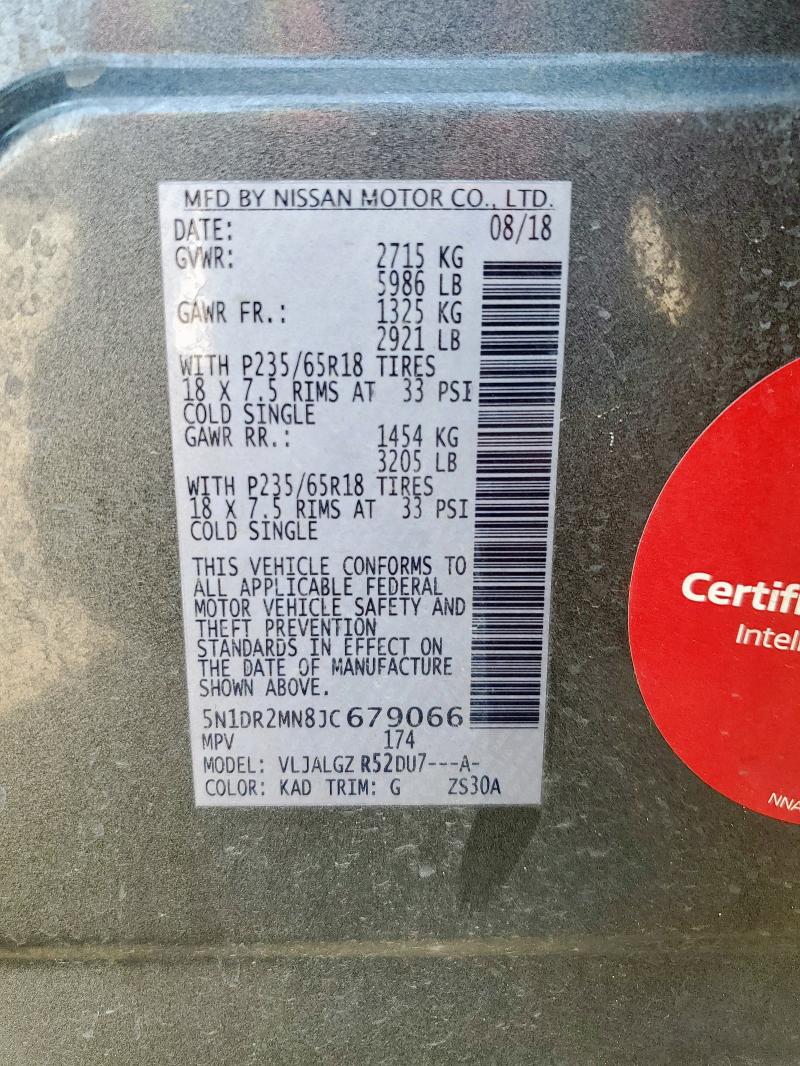 MFD BY NISSAN MOTOR CO., LTD.
DATE: 08/18
GVWR: 2715 KG
5986 LB
GAWR FR.: 1325 KG
2921 LB
WITH P235/65R18 TIRES
18 X 7.5 RIMS AT 33 PSI
COLD SINGLE
GAWR RR.: 1454 KG
3205 LB
WITH P235/65R18 TIRES
18 X 7.5 RIMS AT 33 PSI
COLD SINGLE
THIS VEHICLE CONFORMS TO
ALL APPLICABLE FEDERAL
MOTOR VEHICLE SAFETY AND
THEFT PREVENTION
STANDARDS IN EFFECT ON
THE DATE OF MANUFACTURE
SHOWN ABOVE.
5N1DR2MN8JC679066
MPV 174
MODEL: VLJALGZ R52DU7---A-
COLOR: KAD TRIM: G ZS30A
Certifi
Intell
NNA